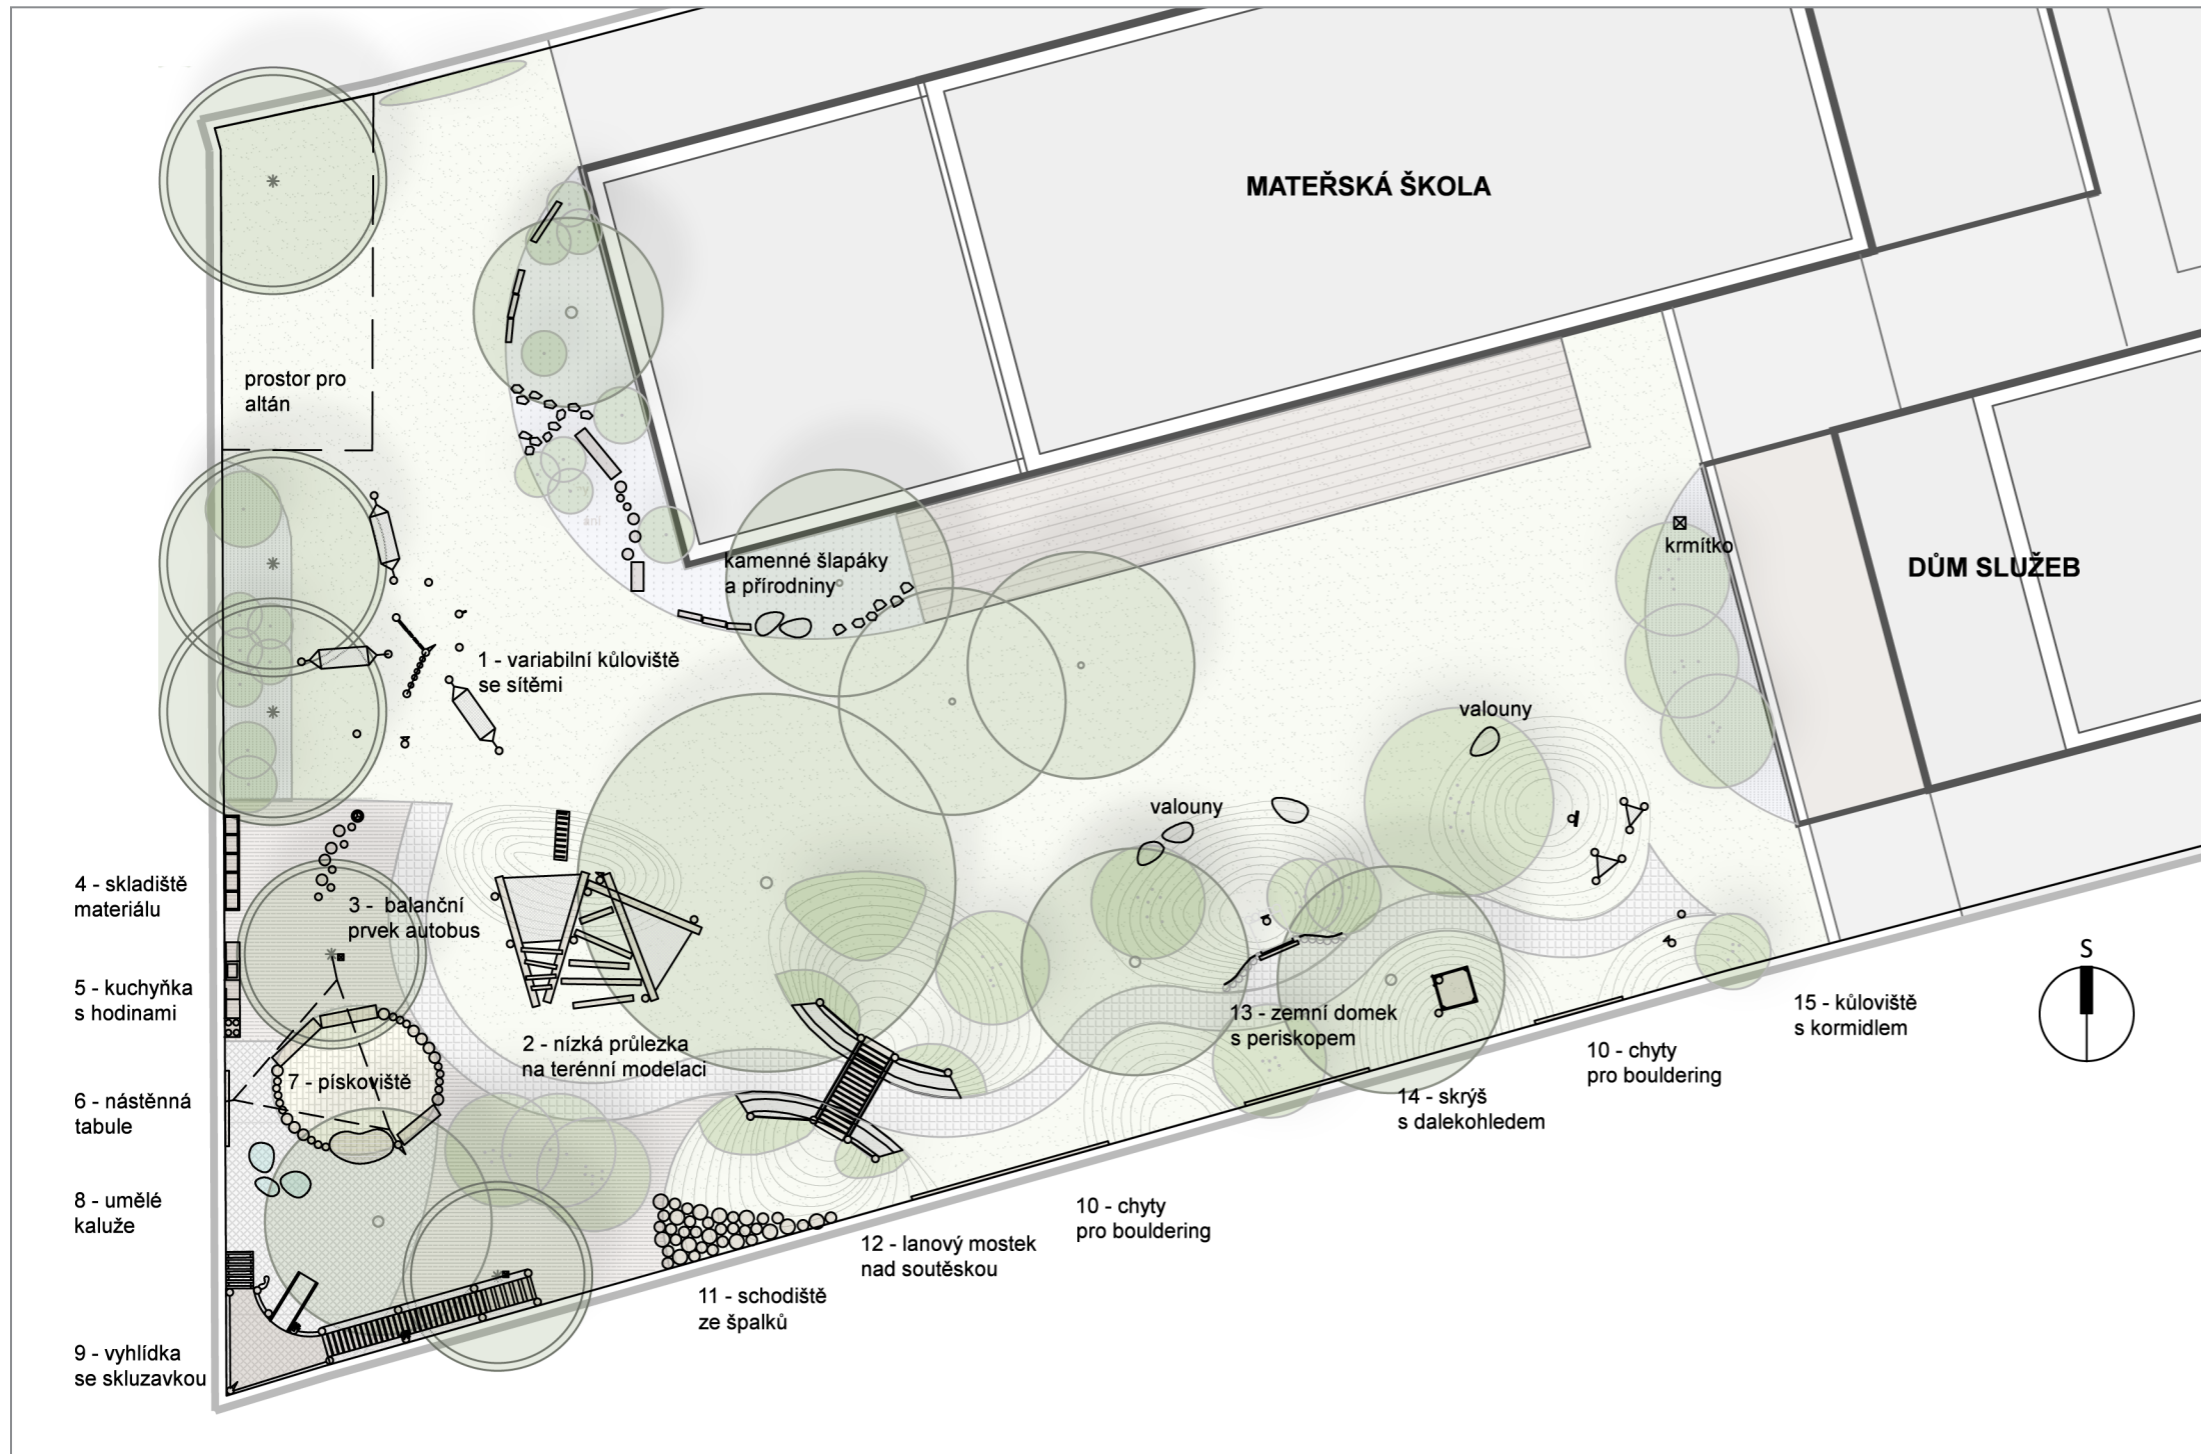 MATEŘSKÁ ŠKOLA
prostor pro
altán
kamenné šlapáky
a přírodniny
krmítko
DŮM SLUŽEB
1 - variabilní kůloviště
se sítěmi
valouny
valouny
4 - skladiště
materiálu
3 - balanční
prvek autobus
5 - kuchyňka
s hodinami
2 - nízká průlezka
na terénní modelaci
7 - pískoviště
6 - nástěnná
tabule
13 - zemní domek
s periskopem
15 - kůloviště
s kormidlem
S
10 - chyty
pro bouldering
14 - skrýš
s dalekohledem
8 - umělé
kaluže
10 - chyty
pro bouldering
12 - lanový mostek
nad soutěskou
11 - schodiště
ze špalků
9 - vyhlídka
se skluzavkou